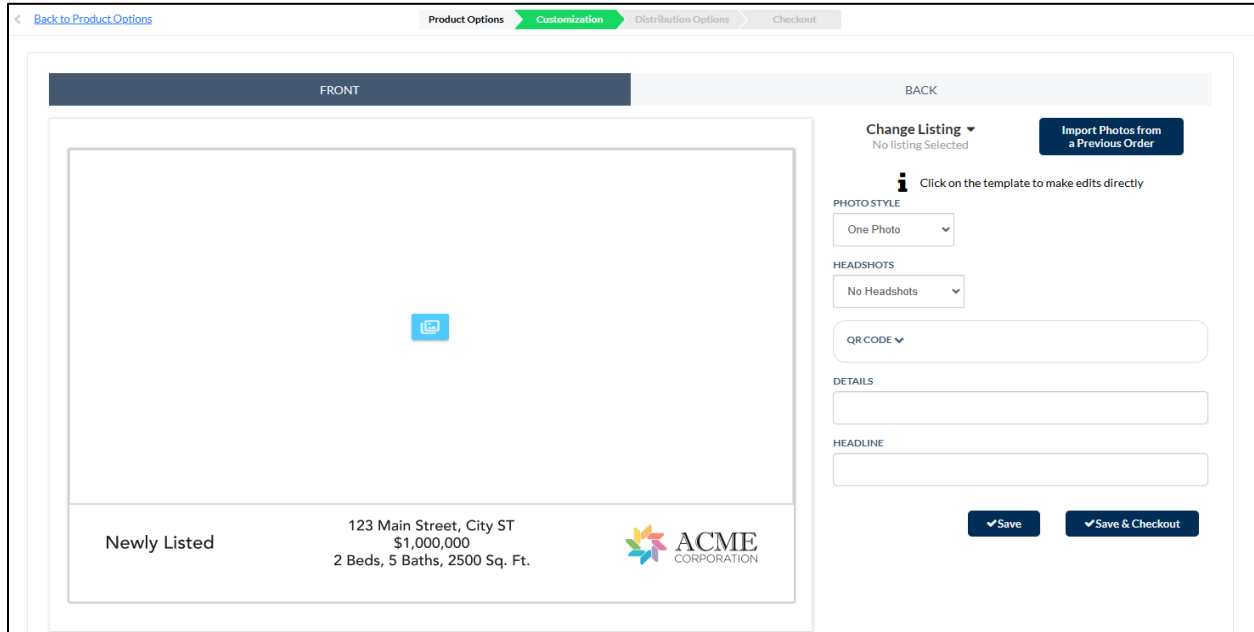 Back to Product Options
Product Options
Customization
Distribution Options
Checkout
FRONT
BACK
Change Listing
No listing Selected
Import Photos from
a Previous Order
Click on the template to make edits directly
PHOTO STYLE
One Photo
HEADSHOTS
No Headshots
QR CODE
DETAILS
HEADLINE
Save
Save & Checkout
Newly Listed
123 Main Street, City ST
$1,000,000
2 Beds, 5 Baths, 2500 Sq. Ft.
ACME
CORPORATION